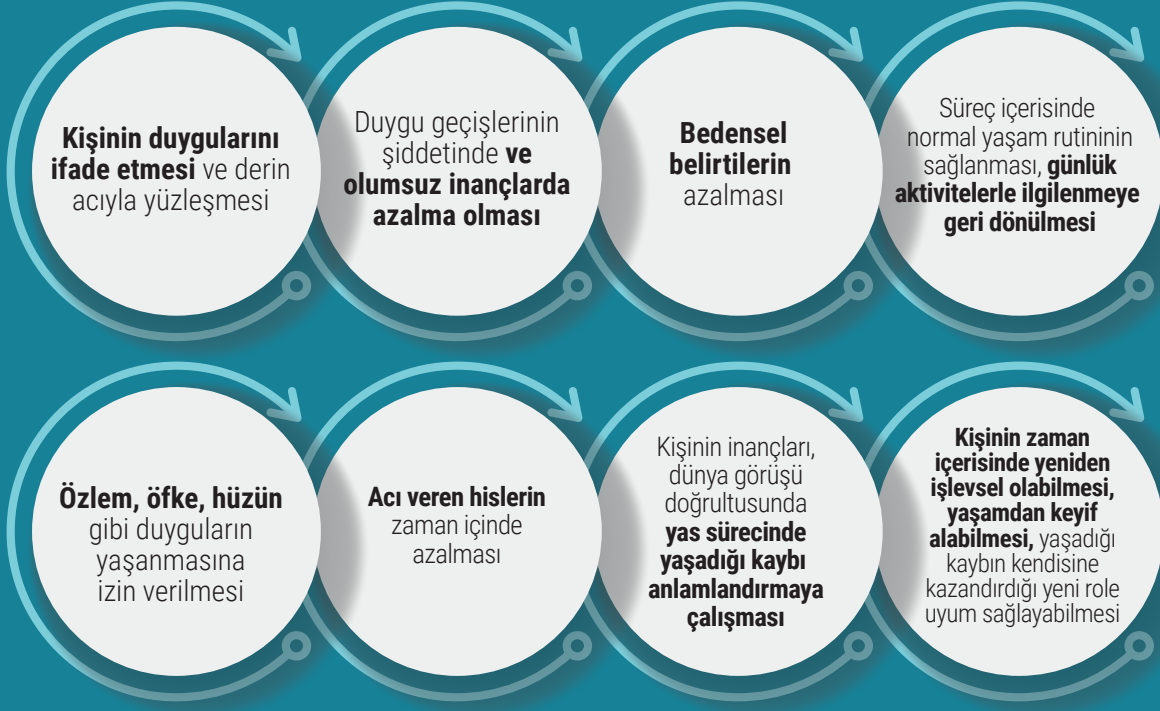 Kişinin duygularını
ifade etmesi ve derin
acıyla yüzleşmesi
Duygu geçişlerinin
şiddetinde ve
olumsuz inançlarda
azalma olması
Bedensel
belirtilerin
azalması
Süreç içerisinde
normal yaşam rutininin
sağlanması, günlük
aktivitelerle ilgilenmeye
geri dönülmesi
Özlem, öfke, hüzün
gibi duyguların
yaşanmasına
izin verilmesi
Acı veren hislerin
zaman içinde
azalması
Kişinin inançları,
dünya görüşü
doğrultusunda
yas sürecinde
yaşadığı kaybı
anlamlandırmaya
çalışması
Kişinin zaman
içerisinde yeniden
işlevsel olabilmesi,
yaşamdan keyif
alabilmesi, yaşadığı
kaybın kendisine
kazandırdığı yeni role
uyum sağlayabilmesi